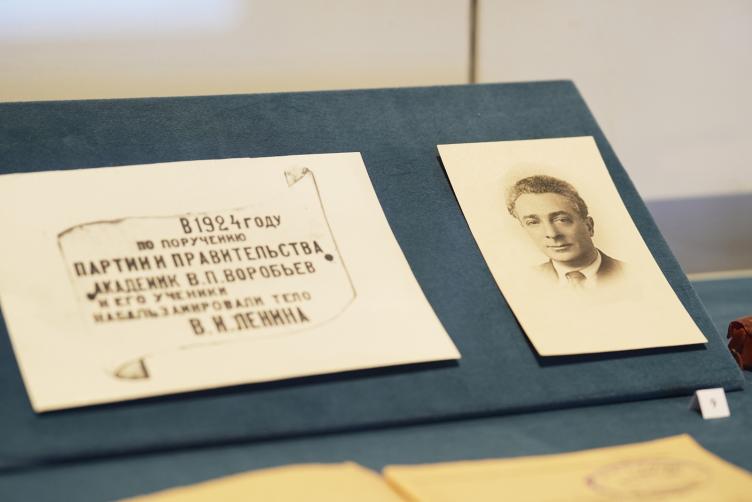 В 1924 ГОДУ
ПО ПОРУЧЕНИЮ
ПАРТИИ И ПРАВИТЕЛЬСТВА
АКАДЕМИК В.П. ВОРОБЬЕВ
И ЕГО УЧЕНИКИ
НАБАЛЬЗАМИРОВАЛИ ТЕЛО
В. И. ЛЕНИНА